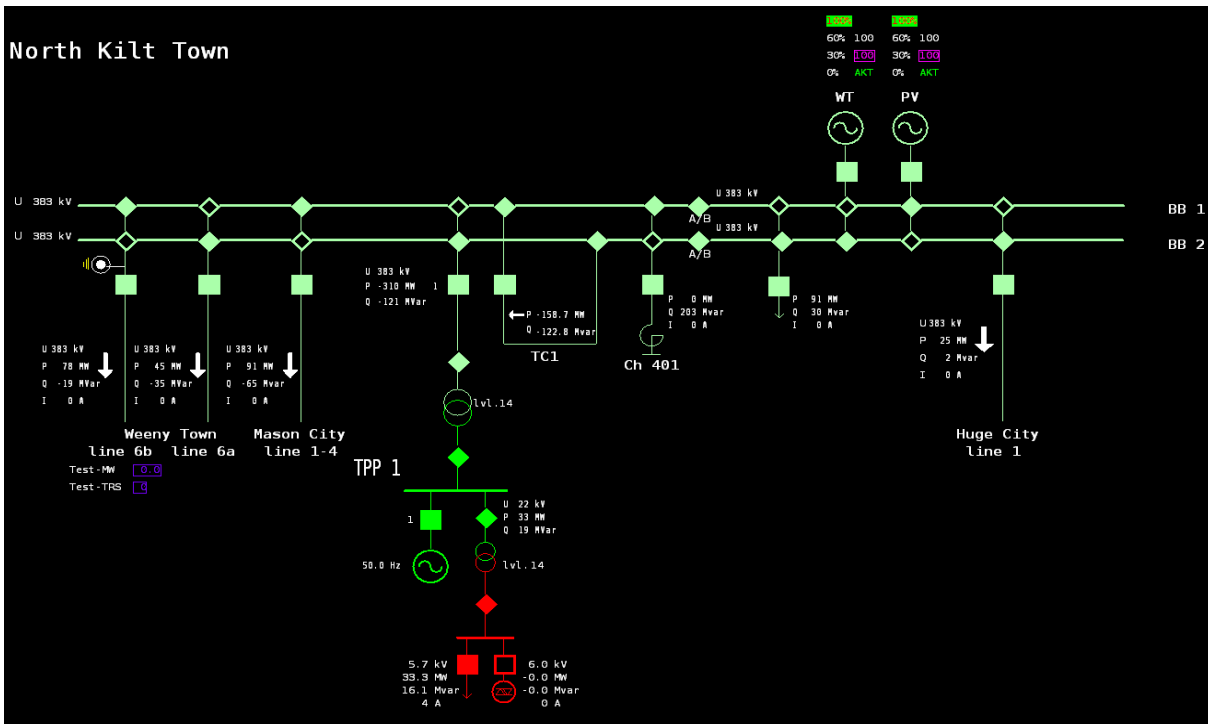 North Kilt Town
100% 100%
60% 100 60% 100
30% 100 30% 100
0% AKT 0% AKT
WT PV
U 383 kV
U 383 kV
U 383 kV
U 383 kV
A/B
A/B
BB 1
BB 2
U 383 kV
P -310 MW 1
Q -121 MVar
P -158.7 MW
Q -122.8 Mvar
TC1
P 0 MW
Q 203 Mvar
I 0 A
Ch 401
P 91 MW
Q 30 Mvar
I 0 A
U 383 kV
P 25 MW
Q 2 Mvar
I 0 A
U 383 kV
P 78 MW
Q -19 MVar
I 0 A
U 383 kV
P 45 MW
Q -35 MVar
I 0 A
U 383 kV
P 91 MW
Q -65 MVar
I 0 A
Weeny Town
line 6b line 6a
Mason City
line 1-4
Huge City
line 1
Test-MW 0.0
Test-TRS 0
lvl.14
TPP 1
U 22 kV
P 33 MW
Q 19 MVar
1
50.0 Hz
lvl.14
5.7 kV
33.3 MW
16.1 Mvar
4 A
6.0 kV
-0.0 MW
-0.0 Mvar
0 A